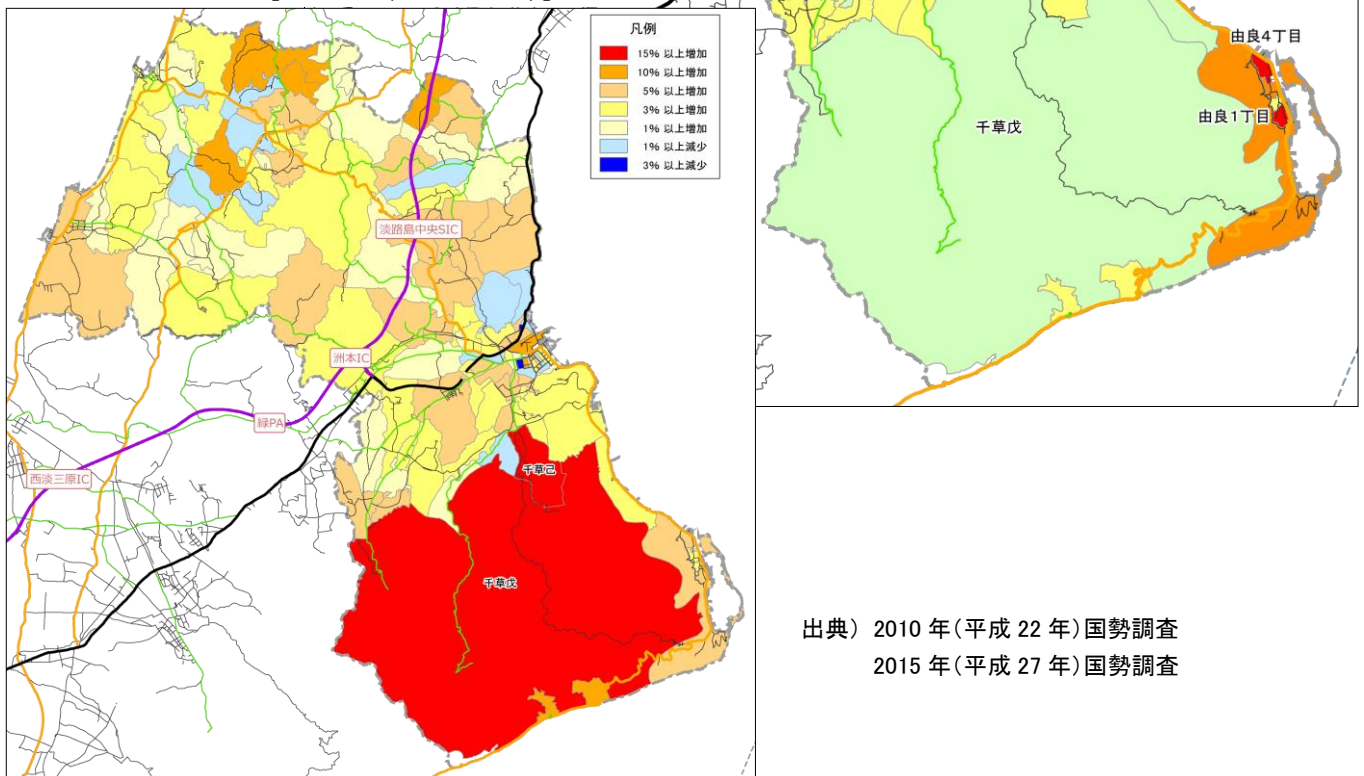 凡例
15% 以上増加
10% 以上増加
5% 以上増加
3% 以上増加
1% 以上増加
1% 以上減少
3% 以上減少
淡路島中央SIC
洲本IC
緑PA
西淡三原IC
千草己
千草戊
由良4丁目
由良1丁目
千草戊
出典) 2010 年(平成 22 年)国勢調査
2015 年(平成 27 年)国勢調査